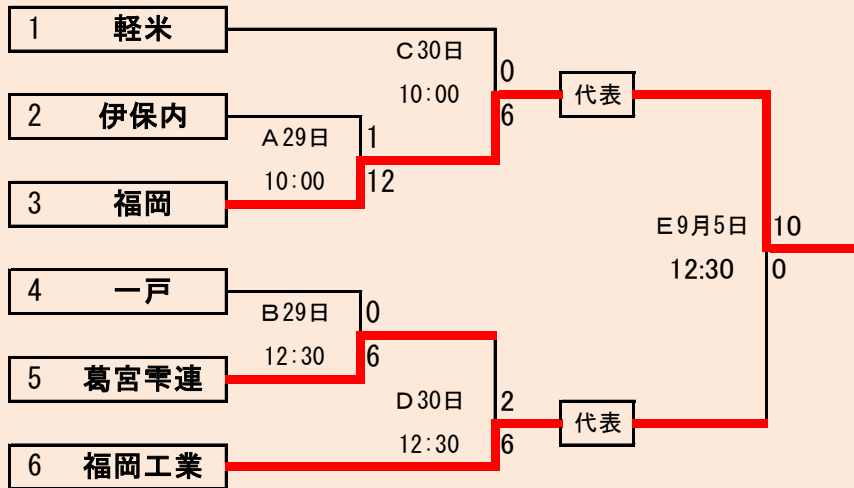 1 軽米
C30日
0
10:00
代表
6
2 伊保内
A29日
1
10:00
12
3 福岡
E9月5日
10
12:30
0
4 一戸
B29日
0
12:30
6
5 葛宮雫連
D30日
2
代表
12:30
6
6 福岡工業